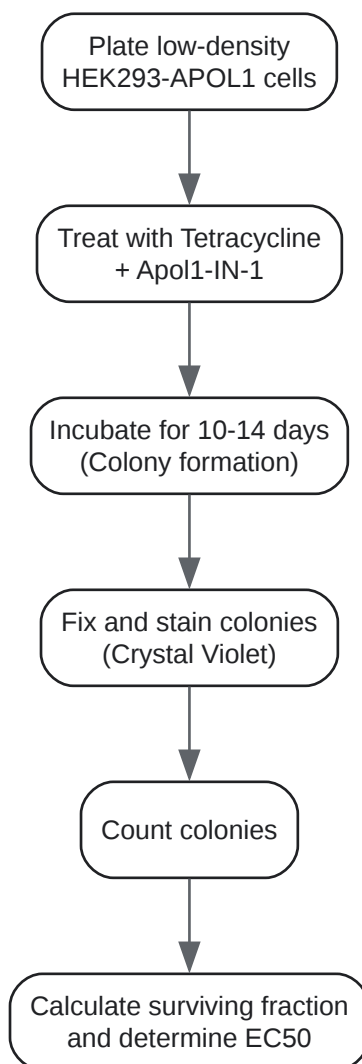 Plate low-density
HEK293-APOL1 cells
Treat with Tetracycline
+ Apol1-IN-1
Incubate for 10-14 days
(Colony formation)
Fix and stain colonies
(Crystal Violet)
Count colonies
Calculate surviving fraction
and determine EC50